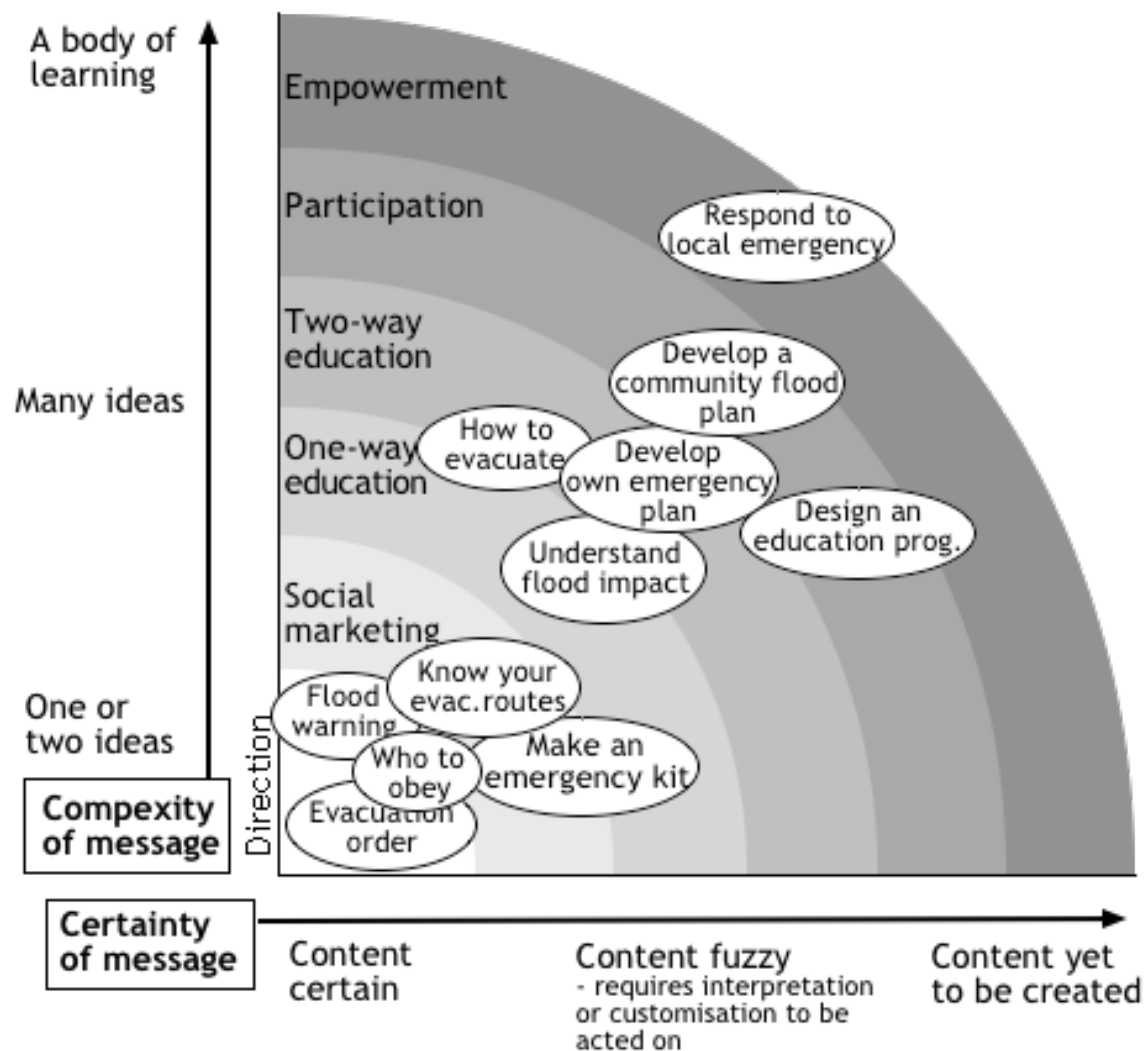 A body of
learning
Empowerment
Participation
Respond to
local emergency
Two-way
education
Many ideas
Develop a
community flood
plan
One-way
education
How to
evacuate
Develop
own emergency
plan
Design an
education prog.
Understand
flood impact
Social
marketing
Know your
evac.routes
Flood
warning
One or
two ideas
Who to
obey
Make an
emergency kit
Evacuation
order
Direction
Compexity
of message
Certainty
of message
Content
certain
Content fuzzy
- requires interpretation
or customisation to be
acted on
Content yet
to be created